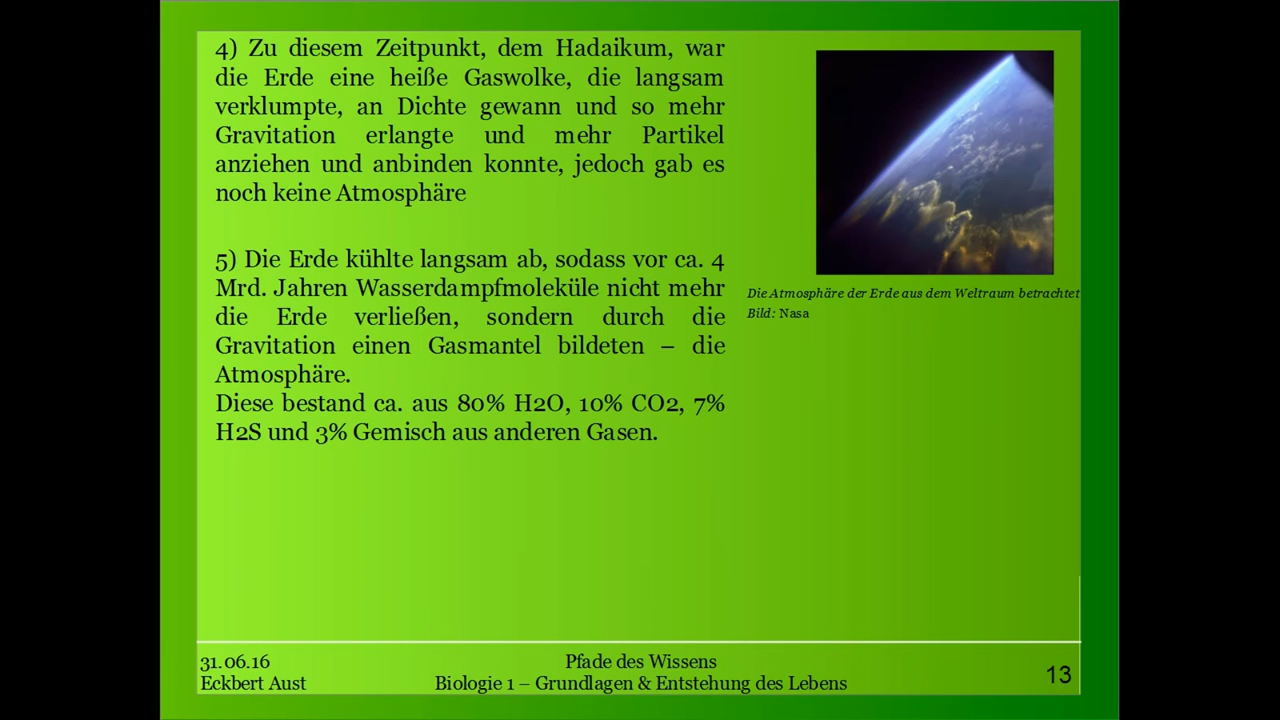 4) Zu diesem Zeitpunkt, dem Hadaikum, war
die Erde eine heiße Gaswolke, die langsam
verklumpte, an Dichte gewann und so mehr
Gravitation erlangte und mehr Partikel
anziehen und anbinden konnte, jedoch gab es
noch keine Atmosphäre
5) Die Erde kühlte langsam ab, sodass vor ca. 4
Mrd. Jahren Wasserdampfmoleküle nicht mehr
die Erde verließen, sondern durch die
Gravitation einen Gasmantel bildeten – die
Atmosphäre.
Diese bestand ca. aus 80% H2O, 10% CO2, 7%
H2S und 3% Gemisch aus anderen Gasen.
Die Atmosphäre der Erde aus dem Weltraum betrachtet
Bild: Nasa
31.06.16
Eckbert Aust
Pfade des Wissens
Biologie 1 – Grundlagen & Entstehung des Lebens
13